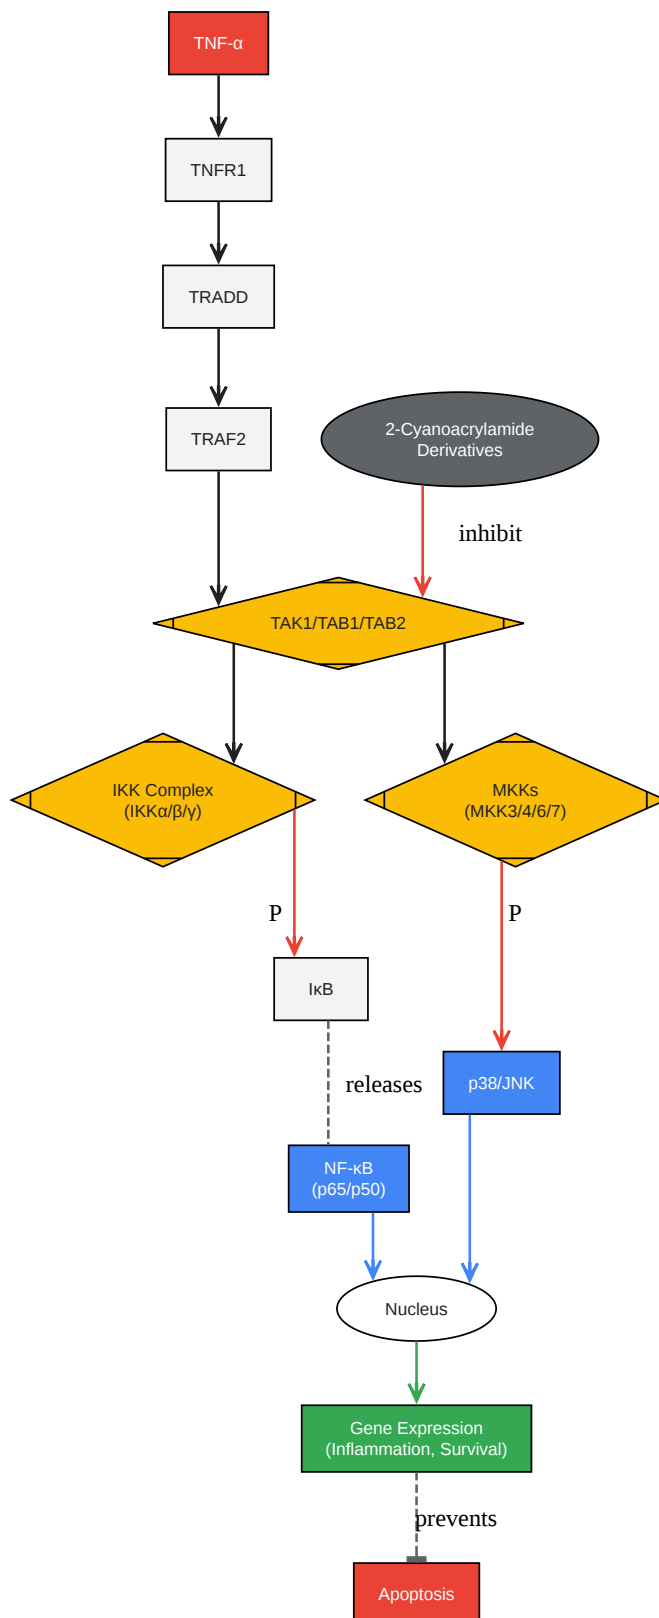 TNF-α
TNFR1
TRADD
TRAF2
2-Cyanoacrylamide
Derivatives
inhibit
TAK1/TAB1/TAB2
IKK Complex
(IKKα/β/γ)
MKKs
(MKK3/4/6/7)
P
P
IκB
releases
p38/JNK
NF-κB
(p65/p50)
Nucleus
Gene Expression
(Inflammation, Survival)
prevents
Apoptosis